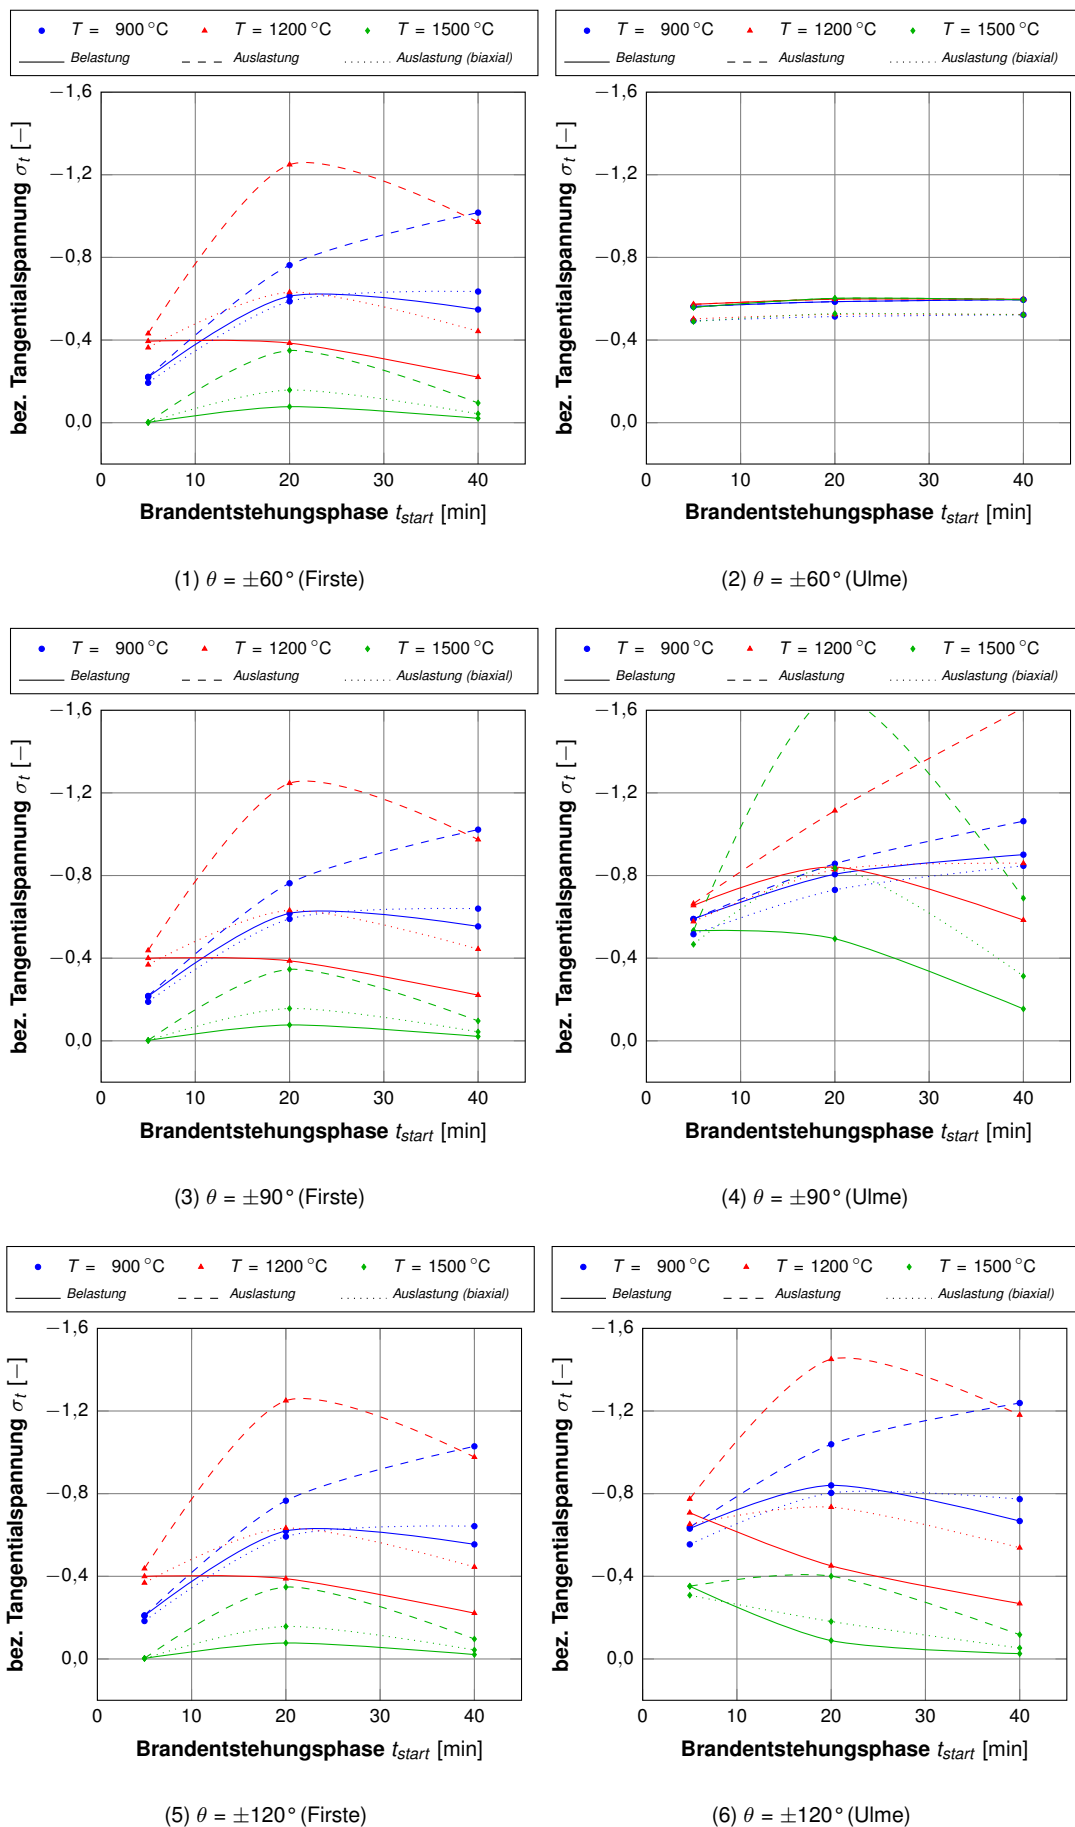 T = 900 °C T = 1200 °C T = 1500 °C
Belastung Auslastung Auslastung (biaxial)
−1,6
−1,2
−0,8
−0,4
0,0
bez. Tangentialspannung σt [−]
0 10 20 30 40
Brandentstehungsphase tstart [min]
(1) θ = ±60° (Firste)
T = 900 °C T = 1200 °C T = 1500 °C
Belastung Auslastung Auslastung (biaxial)
−1,6
−1,2
−0,8
−0,4
0,0
bez. Tangentialspannung σt [−]
0 10 20 30 40
Brandentstehungsphase tstart [min]
(2) θ = ±60° (Ulme)
T = 900 °C T = 1200 °C T = 1500 °C
Belastung Auslastung Auslastung (biaxial)
−1,6
−1,2
−0,8
−0,4
0,0
bez. Tangentialspannung σt [−]
0 10 20 30 40
Brandentstehungsphase tstart [min]
(3) θ = ±90° (Firste)
T = 900 °C T = 1200 °C T = 1500 °C
Belastung Auslastung Auslastung (biaxial)
−1,6
−1,2
−0,8
−0,4
0,0
bez. Tangentialspannung σt [−]
0 10 20 30 40
Brandentstehungsphase tstart [min]
(4) θ = ±90° (Ulme)
T = 900 °C T = 1200 °C T = 1500 °C
Belastung Auslastung Auslastung (biaxial)
−1,6
−1,2
−0,8
−0,4
0,0
bez. Tangentialspannung σt [−]
0 10 20 30 40
Brandentstehungsphase tstart [min]
(5) θ = ±120° (Firste)
T = 900 °C T = 1200 °C T = 1500 °C
Belastung Auslastung Auslastung (biaxial)
−1,6
−1,2
−0,8
−0,4
0,0
bez. Tangentialspannung σt [−]
0 10 20 30 40
Brandentstehungsphase tstart [min]
(6) θ = ±120° (Ulme)